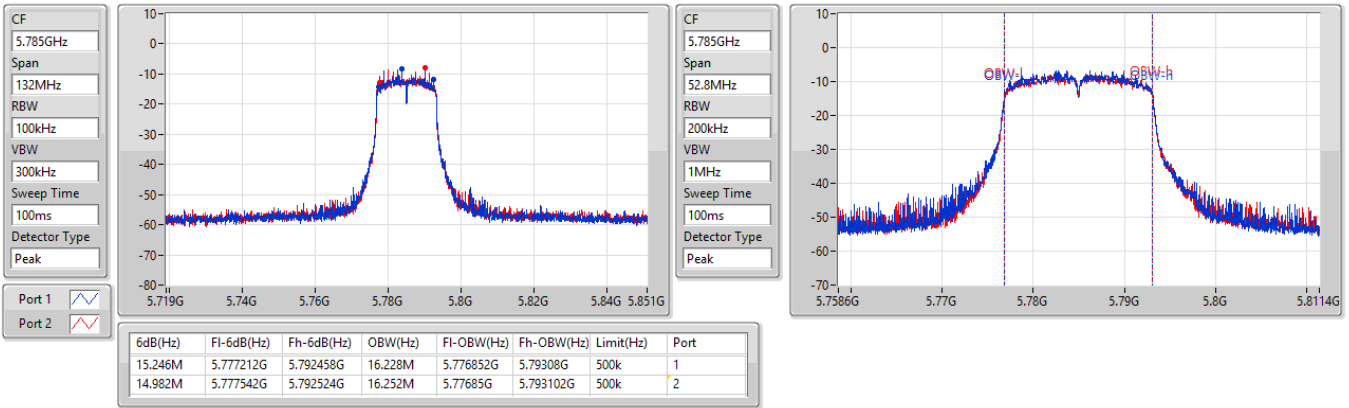 CF
5.785GHz
Span
132MHz
RBW
100kHz
VBW
300kHz
Sweep Time
100ms
Detector Type
Peak
Port 1
Port 2
10-
0-
-10-
-20-
-30-
-40-
-50-
-60-
-70-
-80-
5.719G 5.74G 5.76G 5.78G 5.8G 5.82G 5.84G 5.851G
CF
5.785GHz
Span
52.8MHz
RBW
200kHz
VBW
1MHz
Sweep Time
100ms
Detector Type
Peak
10-
0-
-10-
-20-
-30-
-40-
-50-
-60-
-70-
OBW-l OBW-h
5.7586G 5.77G 5.78G 5.79G 5.8G 5.8114G
6dB(Hz) Fl-6dB(Hz) Fh-6dB(Hz) OBW(Hz) Fl-OBW(Hz) Fh-OBW(Hz) Limit(Hz) Port
15.246M 5.777212G 5.792458G 16.228M 5.776852G 5.79308G 500k 1
14.982M 5.777542G 5.792524G 16.252M 5.77685G 5.793102G 500k 2